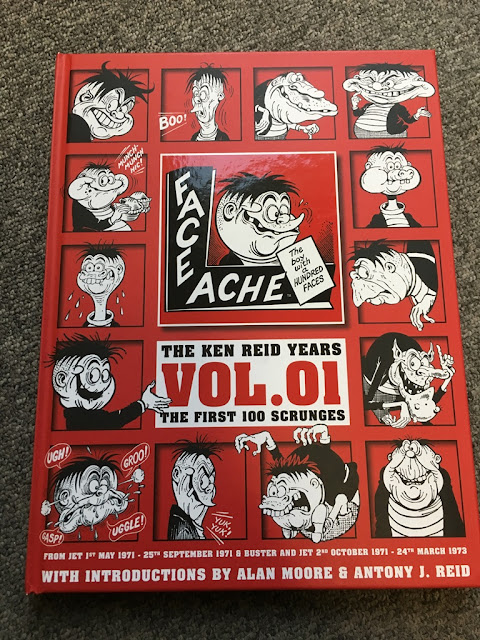 BOO!
MUNCH-
MUNCH
HIC!
FACE
ACHE™
The
boy
with
a
HUNDRED
FACES
THE KEN REID YEARS
VOL.01
THE FIRST 100 SCRUNGES
UGH!
GROO!
GASP!
UGGLE!
YUK,
YUK!
FROM JET 1ST MAY 1971 - 25TH SEPTEMBER 1971 & BUSTER AND JET 2ND OCTOBER 1971 - 24TH MARCH 1973
WITH INTRODUCTIONS BY ALAN MOORE & ANTONY J. REID